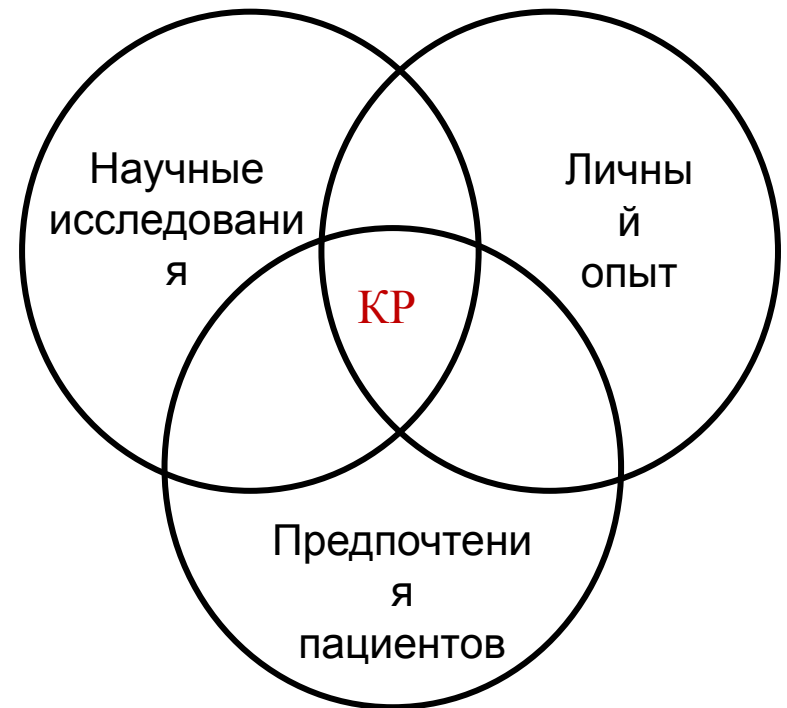 Научные
исследовани
я
Личны
й
опыт
КР
Предпочтени
я
пациентов